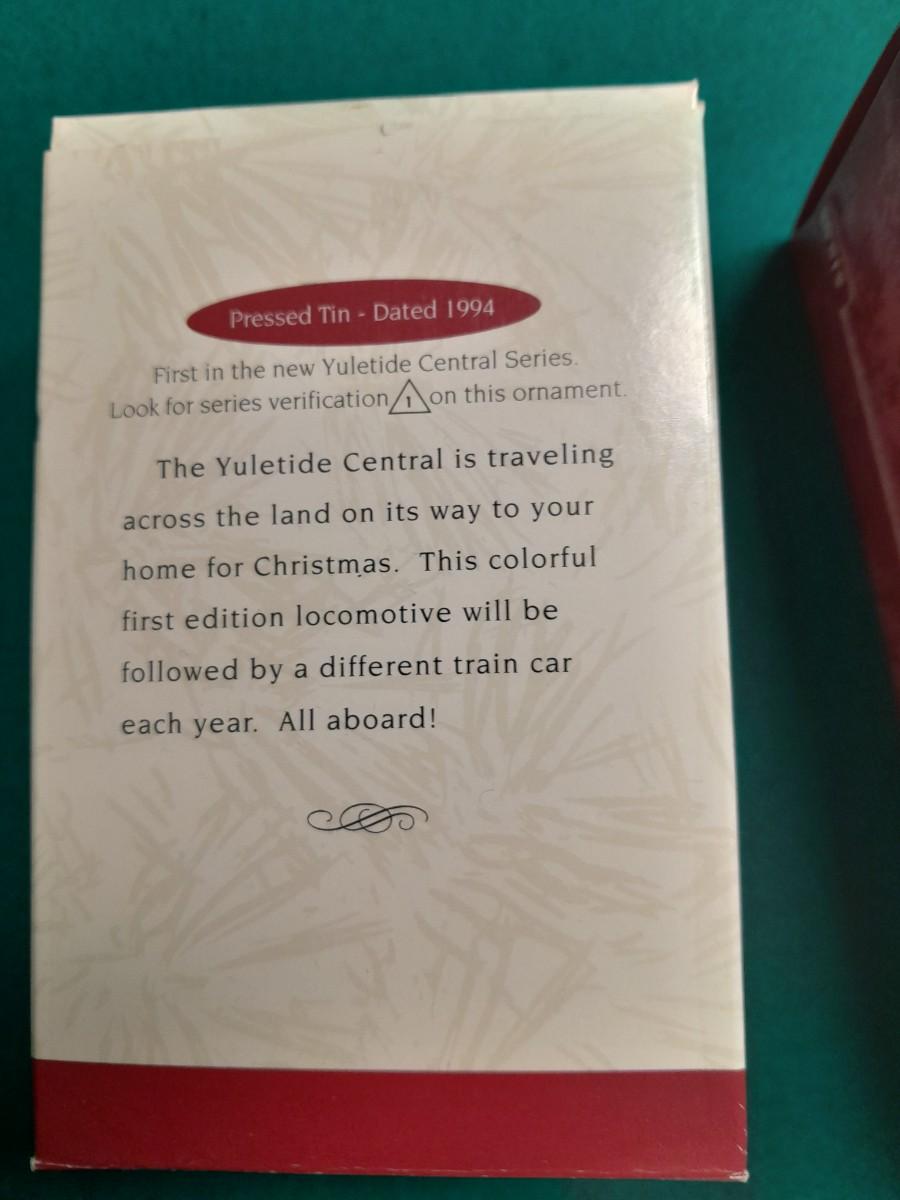 Pressed Tin - Dated 1994
First in the new Yuletide Central Series.
Look for series verification 1 on this ornament.
The Yuletide Central is traveling
across the land on its way to your
home for Christmas. This colorful
first edition locomotive will be
followed by a different train car
each year. All aboard!